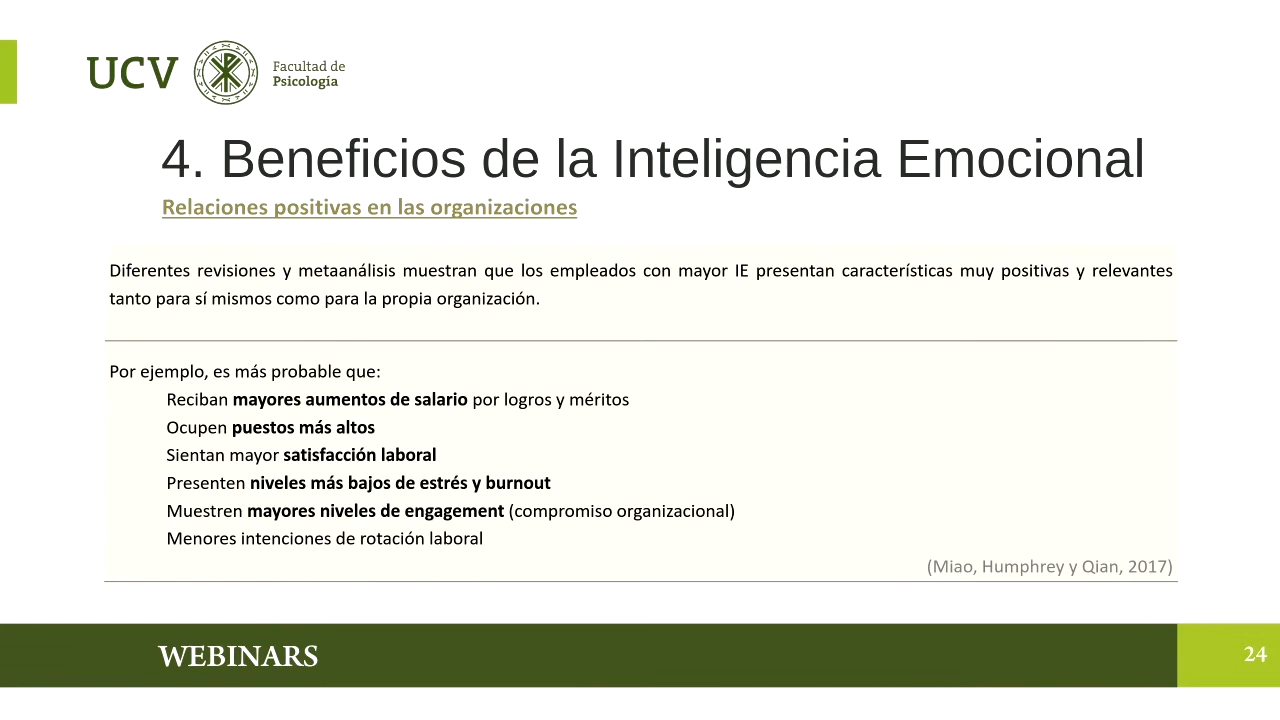 UCV
Facultad de
Psicología
4. Beneficios de la Inteligencia Emocional
Relaciones positivas en las organizaciones
Diferentes revisiones y metaanálisis muestran que los empleados con mayor IE presentan características muy positivas y relevantes
tanto para sí mismos como para la propia organización.
Por ejemplo, es más probable que:
Reciban mayores aumentos de salario por logros y méritos
Ocupen puestos más altos
Sientan mayor satisfacción laboral
Presenten niveles más bajos de estrés y burnout
Muestren mayores niveles de engagement (compromiso organizacional)
Menores intenciones de rotación laboral
(Miao, Humphrey y Qian, 2017)
WEBINARS
24